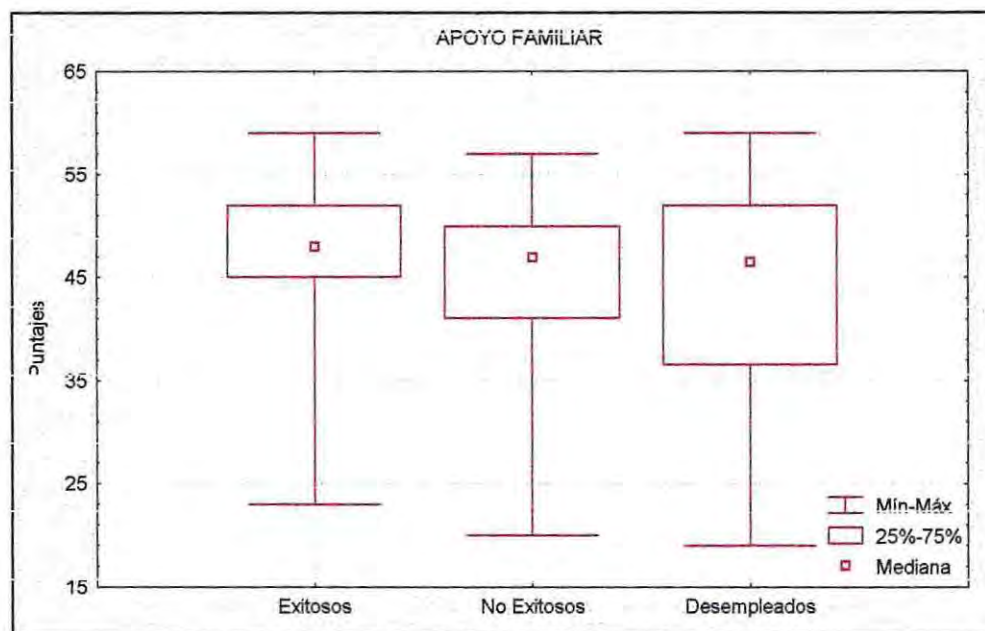 APOYO FAMILIAR
Puntajes
65
55
45
35
25
15
Exitosos
No Exitosos
Desempleados
Mín-Máx
25%-75%
Mediana